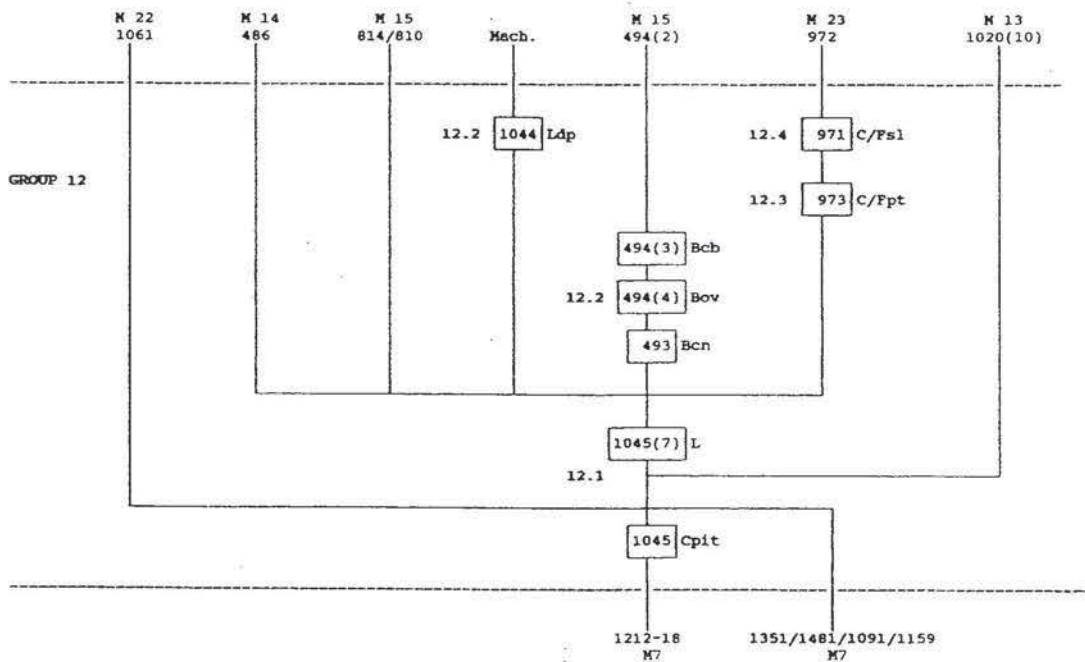 M 22 M 14 M 15 M 15 M 23 M 13
1061 486 814/810 Mach. 494(2) 972 1020(10)
12.2 1044 Ldp 12.4 971 C/Fsl
GROUP 12
12.3 973 C/Fpt
494(3) Bcb
12.2 494(4) Bov
493 Bcn
1045(7) L
12.1
1045 Cpit
1212-18 1351/1481/1091/1159
M7 M7